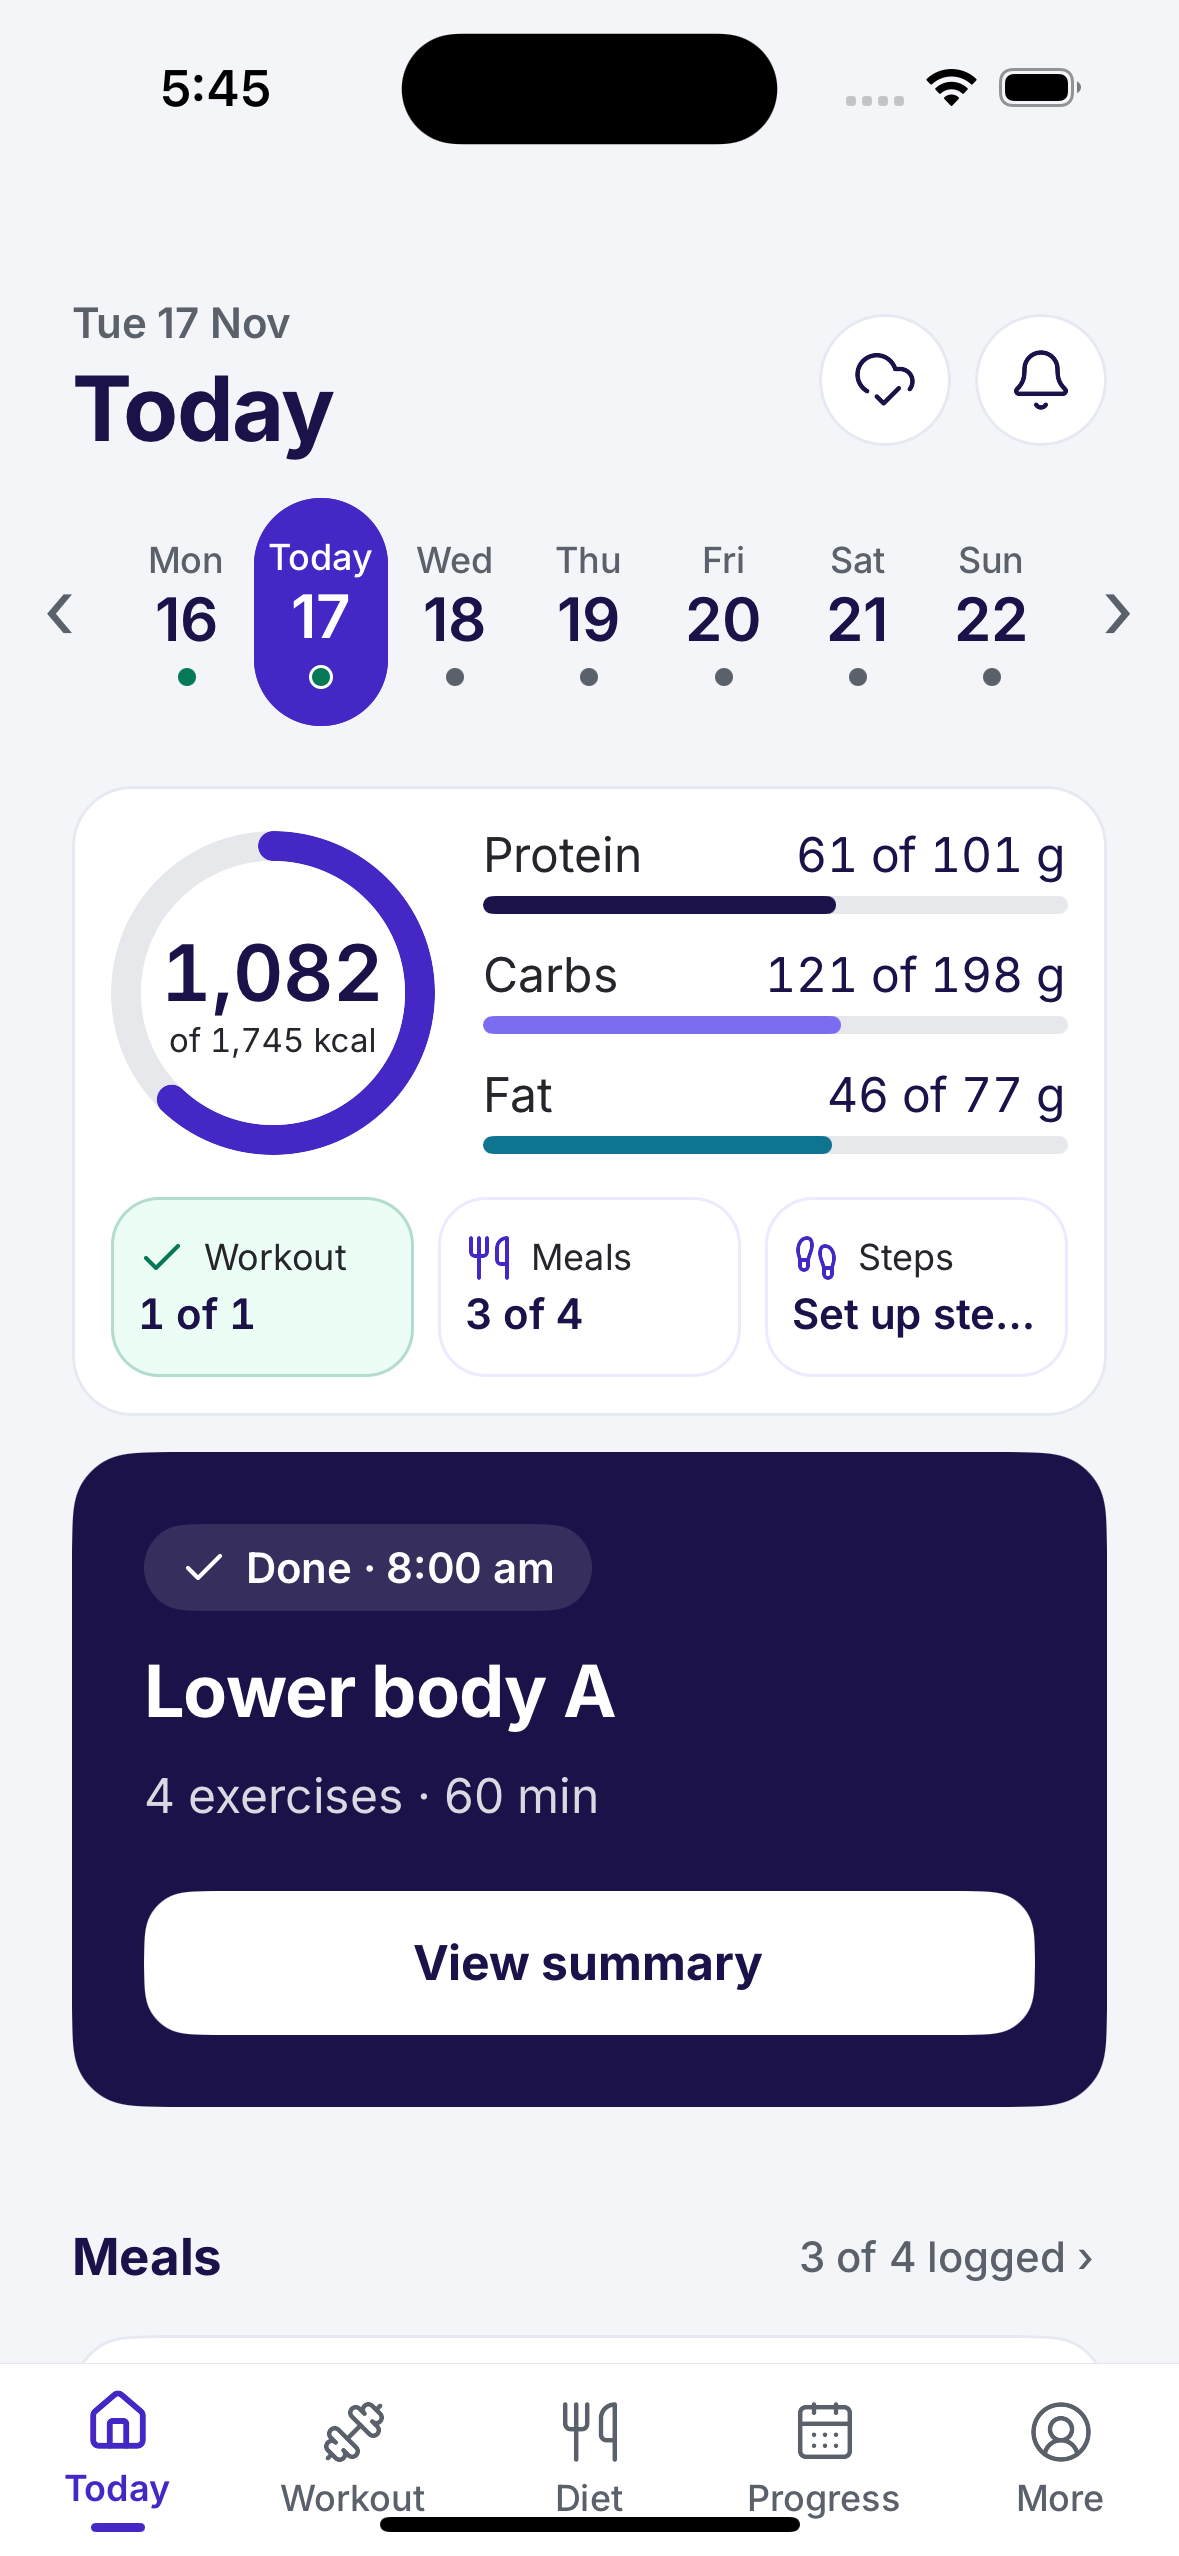 5:45
Tue 17 Nov
Today
Mon Today Wed Thu Fri Sat Sun
‹ 16 17 18 19 20 21 22 ›
Protein 61 of 101 g
Carbs 121 of 198 g
Fat 46 of 77 g
1,082
of 1,745 kcal
Workout
1 of 1
Meals
3 of 4
Steps
Set up ste...
Done · 8:00 am
Lower body A
4 exercises · 60 min
View summary
Meals 3 of 4 logged ›
Today Workout Diet Progress More